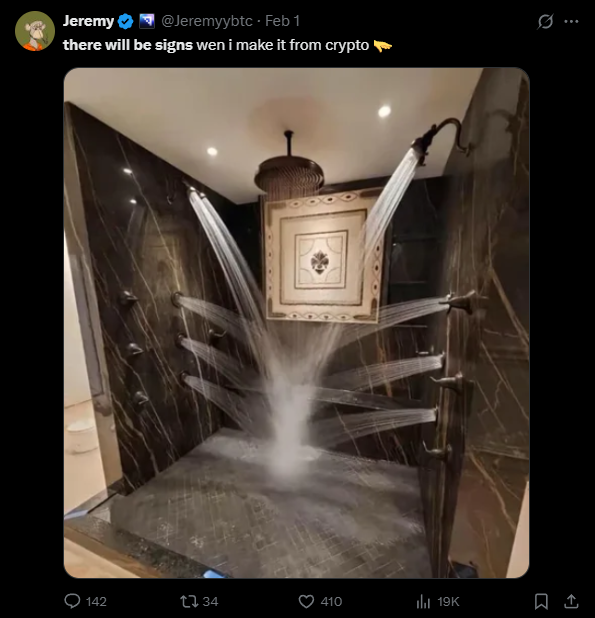 Jeremy @Jeremyybtc · Feb 1
there will be signs wen i make it from crypto
142 34 410 19K